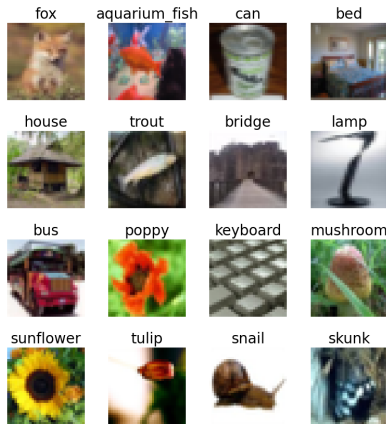 fox aquarium_fish can bed
house trout bridge lamp
bus poppy keyboard mushroom
sunflower tulip snail skunk